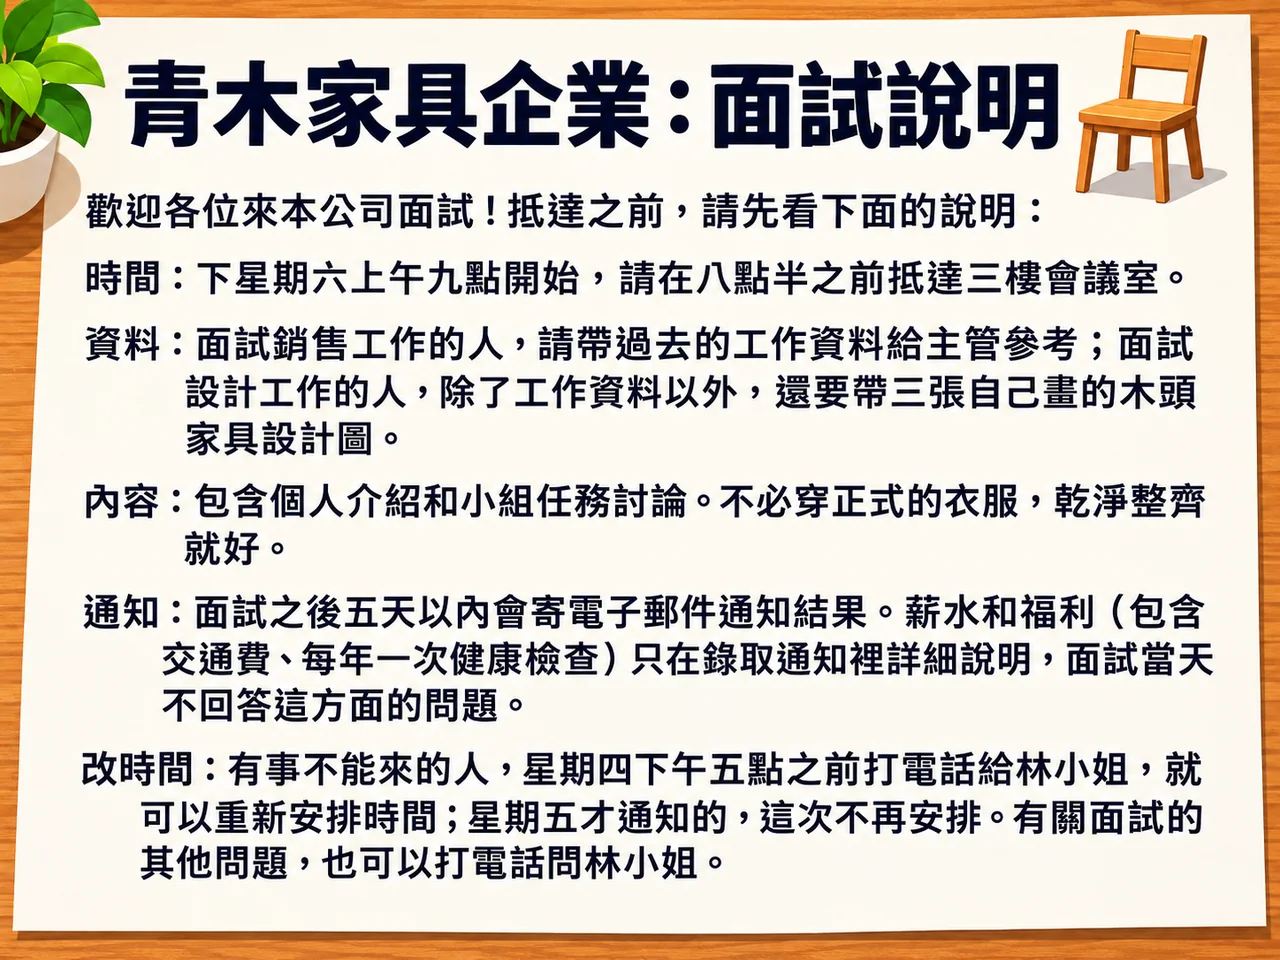 青木家具企業：面試說明
歡迎各位來本公司面試！抵達之前，請先看下面的說明：
時間：下星期六上午九點開始，請在八點半之前抵達三樓會議室。
資料：面試銷售工作的人，請帶過去的工作資料給主管參考；面試
設計工作的人，除了工作資料以外，還要帶三張自己畫的木頭
家具設計圖。
內容：包含個人介紹和小組任務討論。不必穿正式的衣服，乾淨整齊
就好。
通知：面試之後五天以內會寄電子郵件通知結果。薪水和福利（包含
交通費、每年一次健康檢查）只在錄取通知裡詳細說明，面試當天
不回答這方面的問題。
改時間：有事不能來的人，星期四下午五點之前打電話給林小姐，就
可以重新安排時間；星期五才通知的，這次不再安排。有關面試的
其他問題，也可以打電話問林小姐。